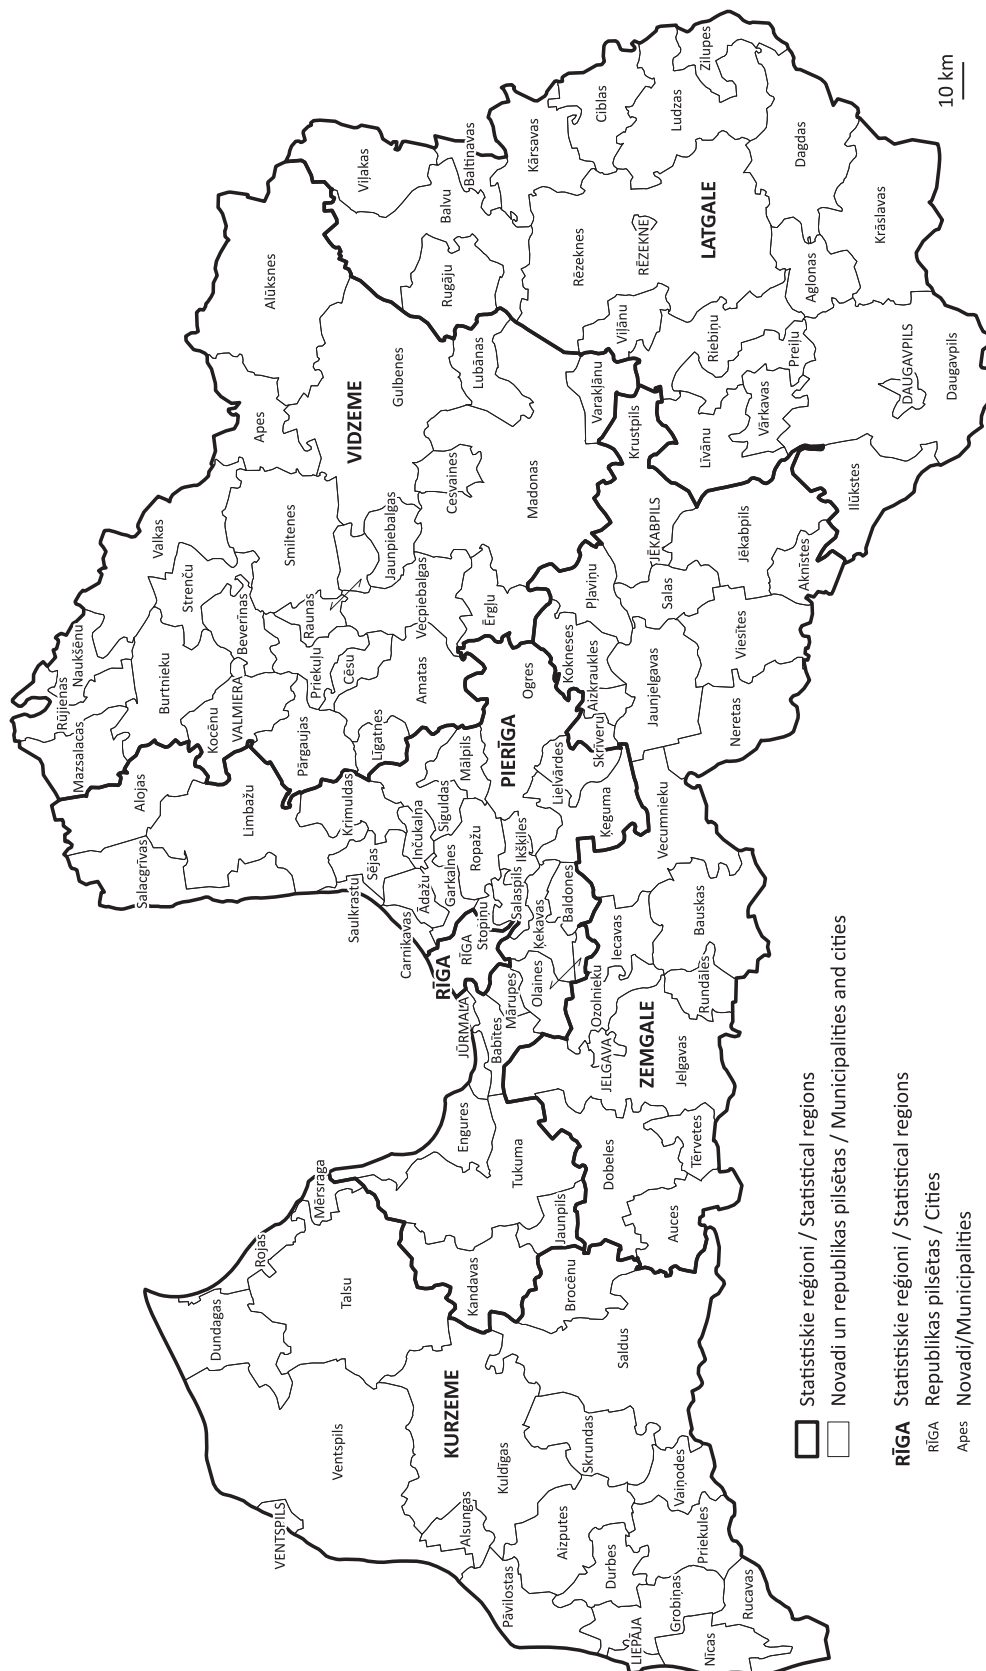 Ventspils
VENTSPILS
Dundagas
Talsu
Rojas
Mērsraga
KURZEME
Kuldīgas
Alsungas
Pāvilostas
Aizputes
Skrundas
Saldus
Brocēnu
Durbes
Vaiņodes
Priekules
Grobiņas
LIEPĀJA
Nīcas
Rucavas
Kandavas
Tukuma
Jaunpils
Engures
JŪRMALA
Babītes
Mārupes
Olaines
RĪGA
RĪGA
Stopiņu
Salaspils
Ķekavas
Baldones
Ikšķiles
Carnikavas
Ādažu
Garkalnes
Ropažu
Inčukalna
Siguldas
Mālpils
Saulkrastu
Sējas
Krimuldas
Limbažu
Salacgrīvas
Alojas
PIERĪGA
Ogres
Lielvārdes
Ķeguma
ZEMGALE
Dobeles
Auces
Tērvetes
JELGAVA
Jelgavas
Ozolnieku
Iecavas
Rundāles
Bauskas
Vecumnieku
Skrīveru
Aizkraukles
Kokneses
Pļaviņu
Jaunjelgavas
Neretas
Salas
Viesītes
JĒKABPILS
Jēkabpils
Aknīstes
Krustpils
Mazsalacas
Rūjienas
Naukšēnu
Burtnieku
Valkas
Strenču
Kocēnu
VALMIERA
Beverīnas
Smiltenes
Pārgaujas
Priekuļu
Raunas
Cēsu
Līgatnes
Amatas
Vecpiebalgas
Jaunpiebalgas
Ērgļu
VIDZEME
Apes
Alūksnes
Gulbenes
Cesvaines
Lubānas
Madonas
Varakļānu
Viļakas
Balvu
Baltinavas
Rugāju
Kārsavas
Ciblas
Ludzas
Zilupes
Rēzeknes
RĒZEKNE
LATGALE
Viļānu
Riebiņu
Preiļu
Līvānu
Vārkavas
Aglonas
Dagdas
Krāslavas
DAUGAVPILS
Daugavpils
Ilūkstes
10 km
Statistiskie reģioni / Statistical regions
Novadi un republikas pilsētas / Municipalities and cities
RĪGA Statistiskie reģioni / Statistical regions
RĪGA Republikas pilsētas / Cities
Apes Novadi/Municipalities